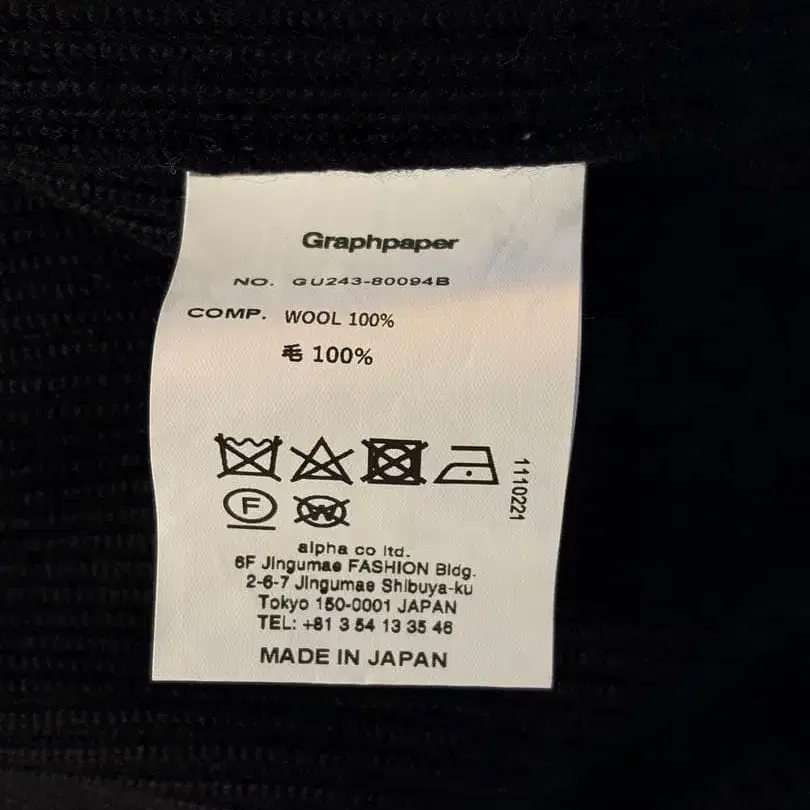 Graphpaper
NO. GU243-80094B
COMP. WOOL 100%
毛 100%
F
W
1110221
alpha co ltd.
6F Jingumae FASHION Bldg.
2-6-7 Jingumae Shibuya-ku
Tokyo 150-0001 JAPAN
TEL: +81 3 54 13 35 46
MADE IN JAPAN